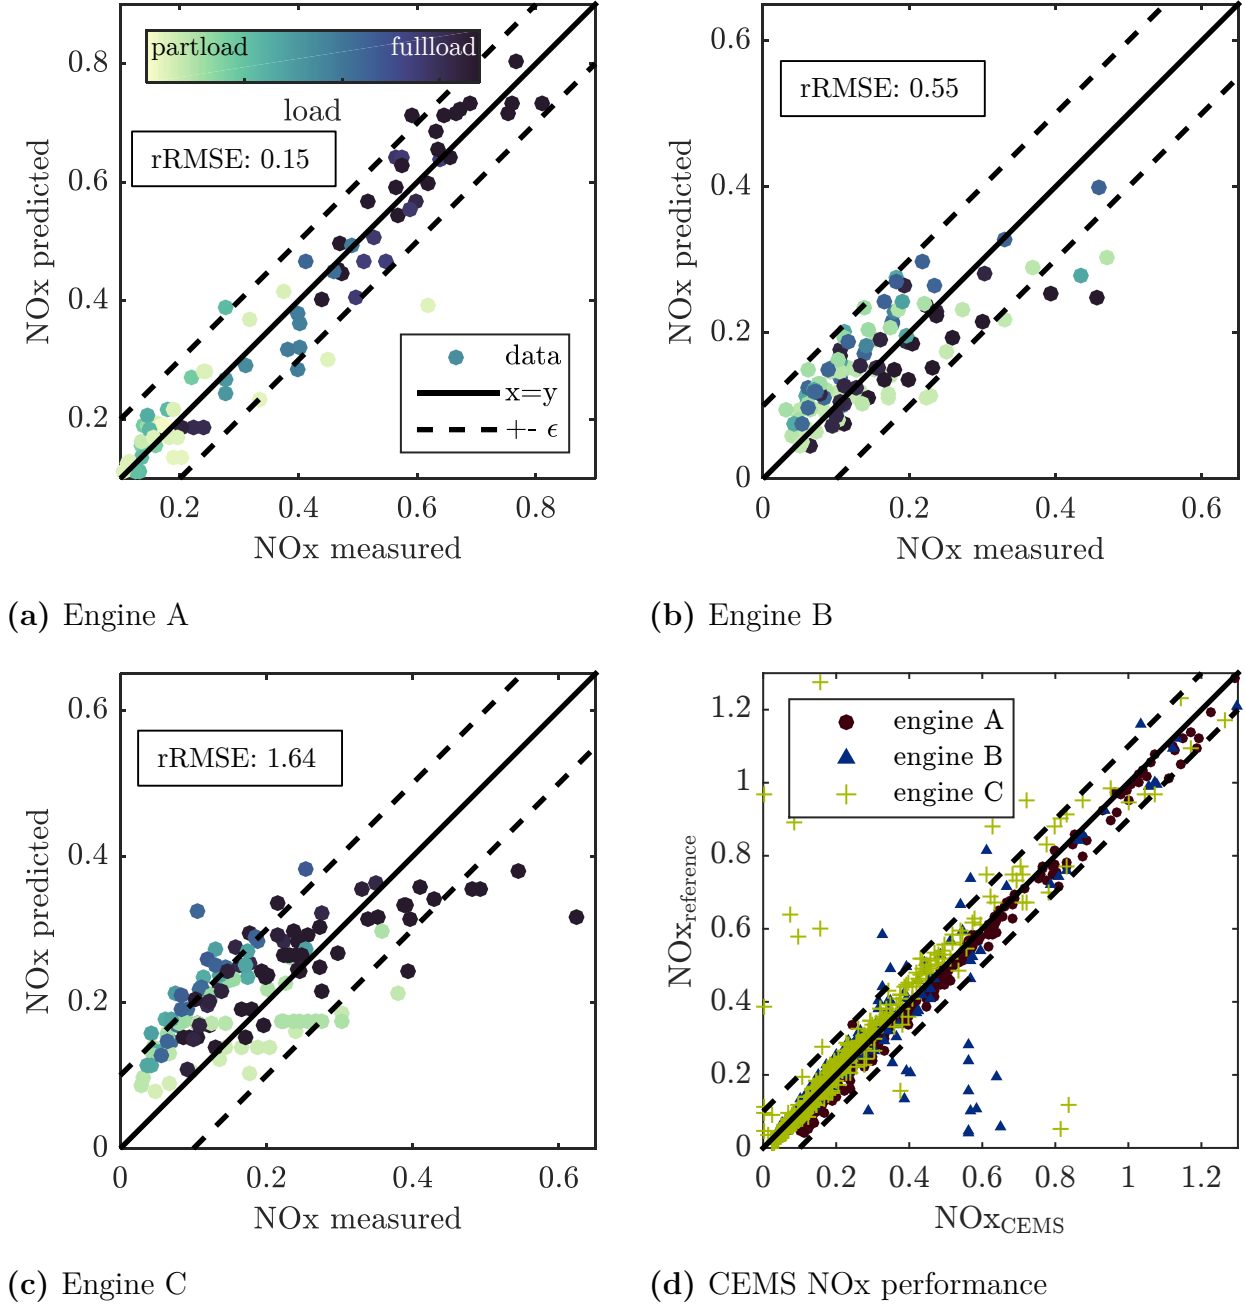 0.8
0.6
0.4
0.2
NOx predicted
partload fullload
load
rRMSE: 0.15
data
x=y
+- ϵ
0.2 0.4 0.6 0.8
NOx measured
(a) Engine A
0.6
0.4
0.2
0
NOx predicted
rRMSE: 0.55
0 0.2 0.4 0.6
NOx measured
(b) Engine B
0.6
0.4
0.2
0
NOx predicted
rRMSE: 1.64
0 0.2 0.4 0.6
NOx measured
(c) Engine C
1.2
1
0.8
0.6
0.4
0.2
0
NOx_reference
engine A
engine B
engine C
0 0.2 0.4 0.6 0.8 1 1.2
NOx_CEMS
(d) CEMS NOx performance